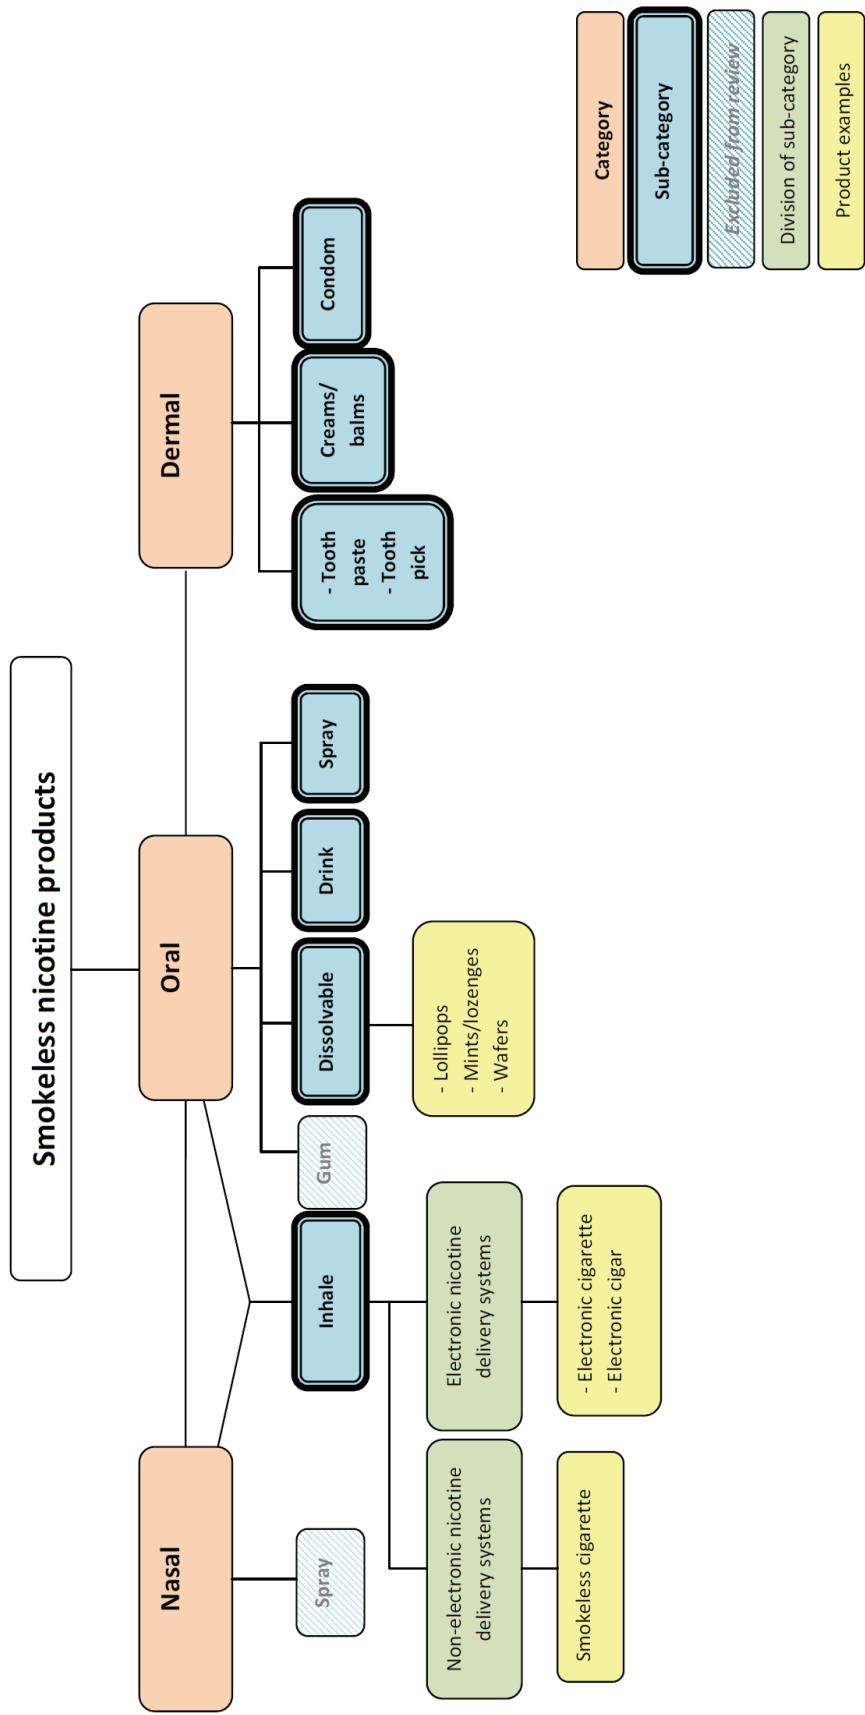 Smokeless nicotine products
Nasal
Oral
Dermal
Spray
Inhale
Gum
Dissolvable
Drink
Spray
- Tooth
paste
- Tooth
pick
Creams/
balms
Condom
Non-electronic nicotine
delivery systems
Electronic nicotine
delivery systems
- Lollipops
- Mints/lozenges
- Wafers
Smokeless cigarette
- Electronic cigarette
- Electronic cigar
Category
Sub-category
Excluded from review
Division of sub-category
Product examples